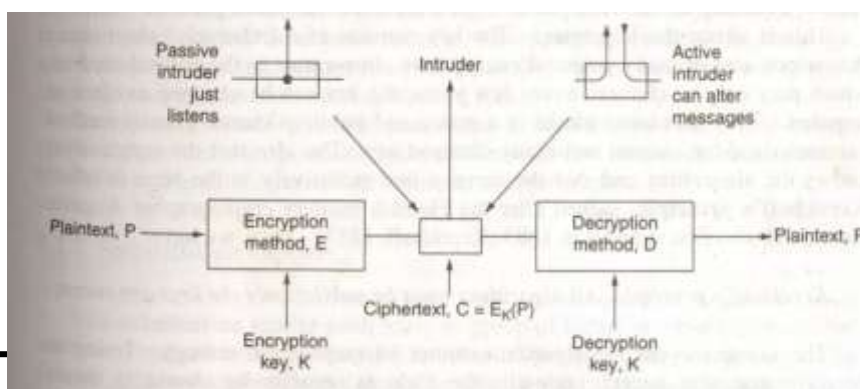 Passive
intruder
just
listens
Intruder
Active
intruder
can alter
messages
Plaintext, P
Encryption
method, E
Decryption
method, D
Plaintext, P
Ciphertext, C = E_K(P)
Encryption
key, K
Decryption
key, K